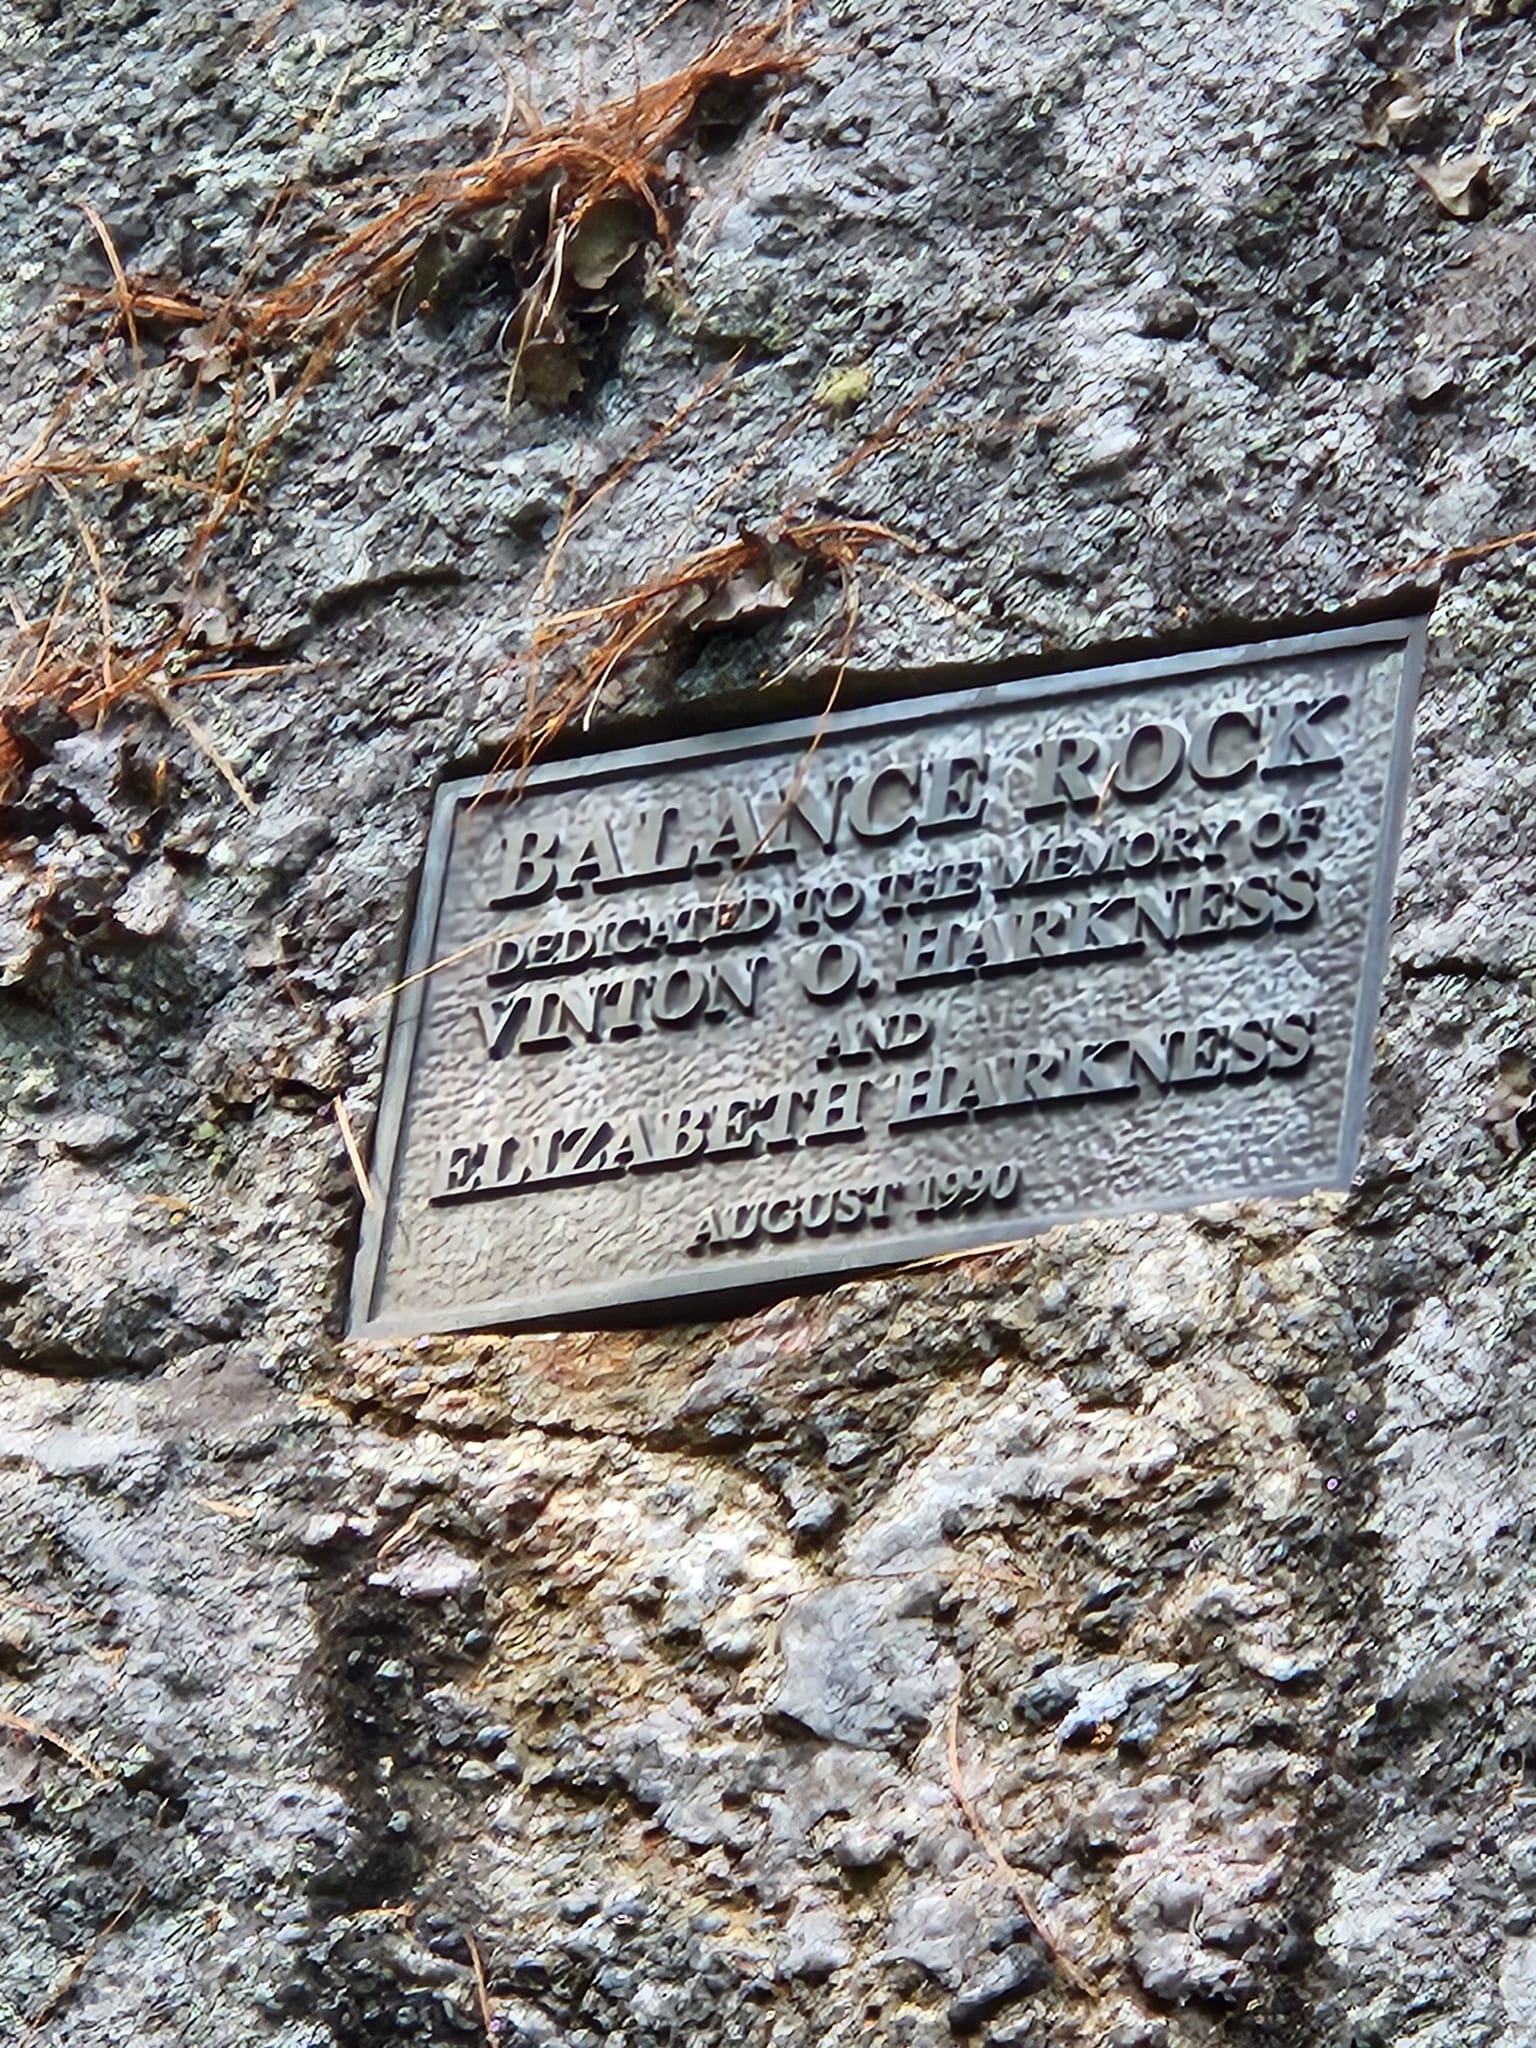 BALANCE ROCK
DEDICATED TO THE MEMORY OF
VINTON O. HARKNESS
AND
ELIZABETH HARKNESS
AUGUST 1990